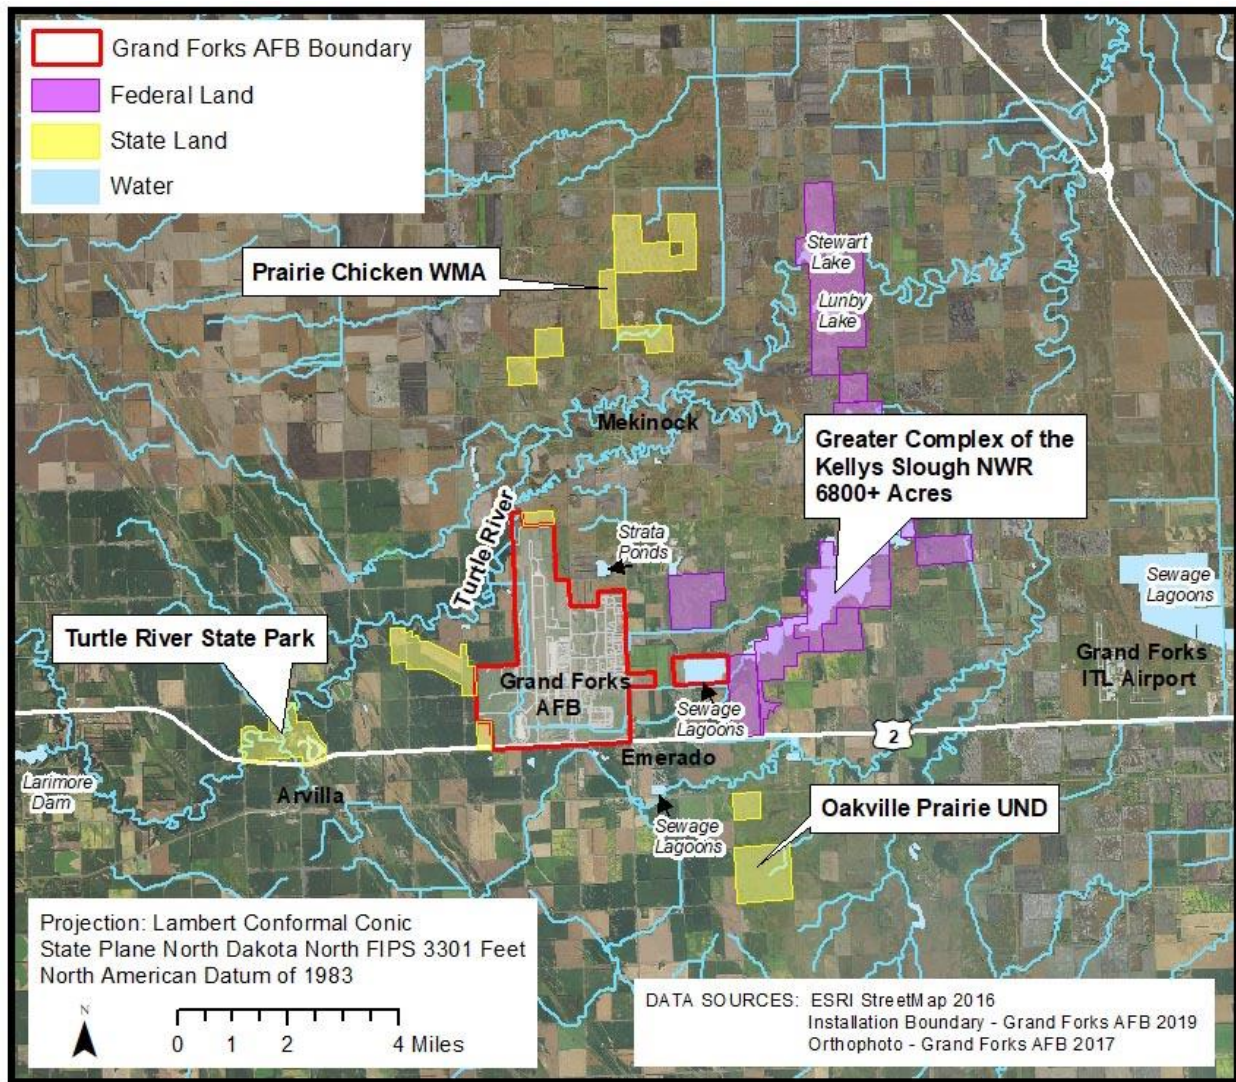 Grand Forks AFB Boundary
Federal Land
State Land
Water
Prairie Chicken WMA
Stewart
Lake
Lunby
Lake
Mekinock
Greater Complex of the
Kellys Slough NWR
6800+ Acres
Turtle River
Strata
Ponds
Sewage
Lagoons
Turtle River State Park
Grand Forks
ITL Airport
Grand Forks
AFB
Sewage
Lagoons
2
Emerado
Larimore
Dam
Arvilla
Oakville Prairie UND
Sewage
Lagoons
Projection: Lambert Conformal Conic
State Plane North Dakota North FIPS 3301 Feet
North American Datum of 1983
N
0 1 2 4 Miles
DATA SOURCES: ESRI StreetMap 2016
Installation Boundary - Grand Forks AFB 2019
Orthophoto - Grand Forks AFB 2017